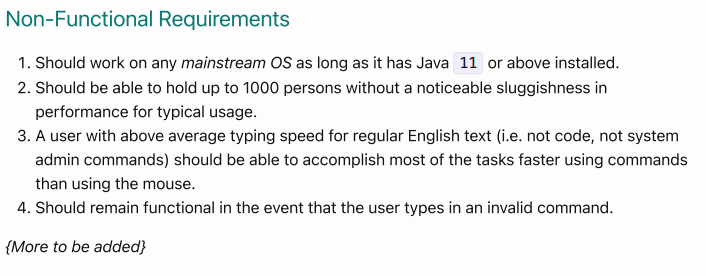 Non-Functional Requirements
1. Should work on any mainstream OS as long as it has Java 11 or above installed.
2. Should be able to hold up to 1000 persons without a noticeable sluggishness in
performance for typical usage.
3. A user with above average typing speed for regular English text (i.e. not code, not system
admin commands) should be able to accomplish most of the tasks faster using commands
than using the mouse.
4. Should remain functional in the event that the user types in an invalid command.
{More to be added}